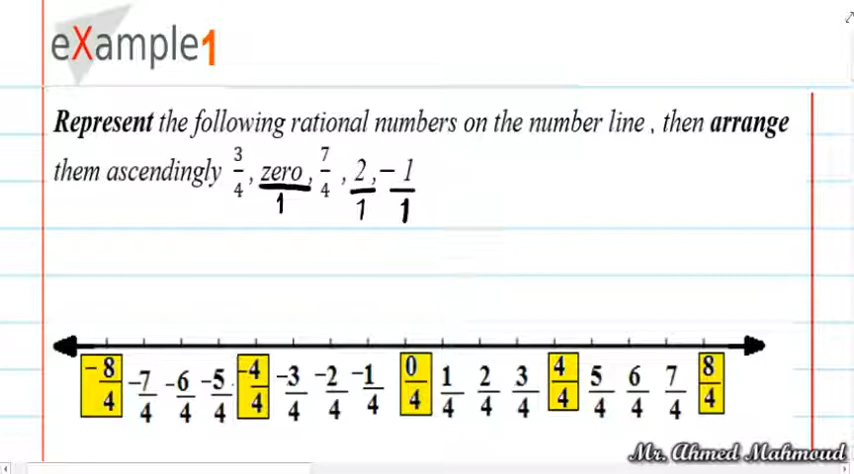 eXample1
Represent the following rational numbers on the number line , then arrange
them ascendingly 3/4 , zero/1 , 7/4 , 2/1 , -1/1
-8/4 -7/4 -6/4 -5/4 -4/4 -3/4 -2/4 -1/4 0/4 1/4 2/4 3/4 4/4 5/4 6/4 7/4 8/4
Mr. Ahmed Mahmoud